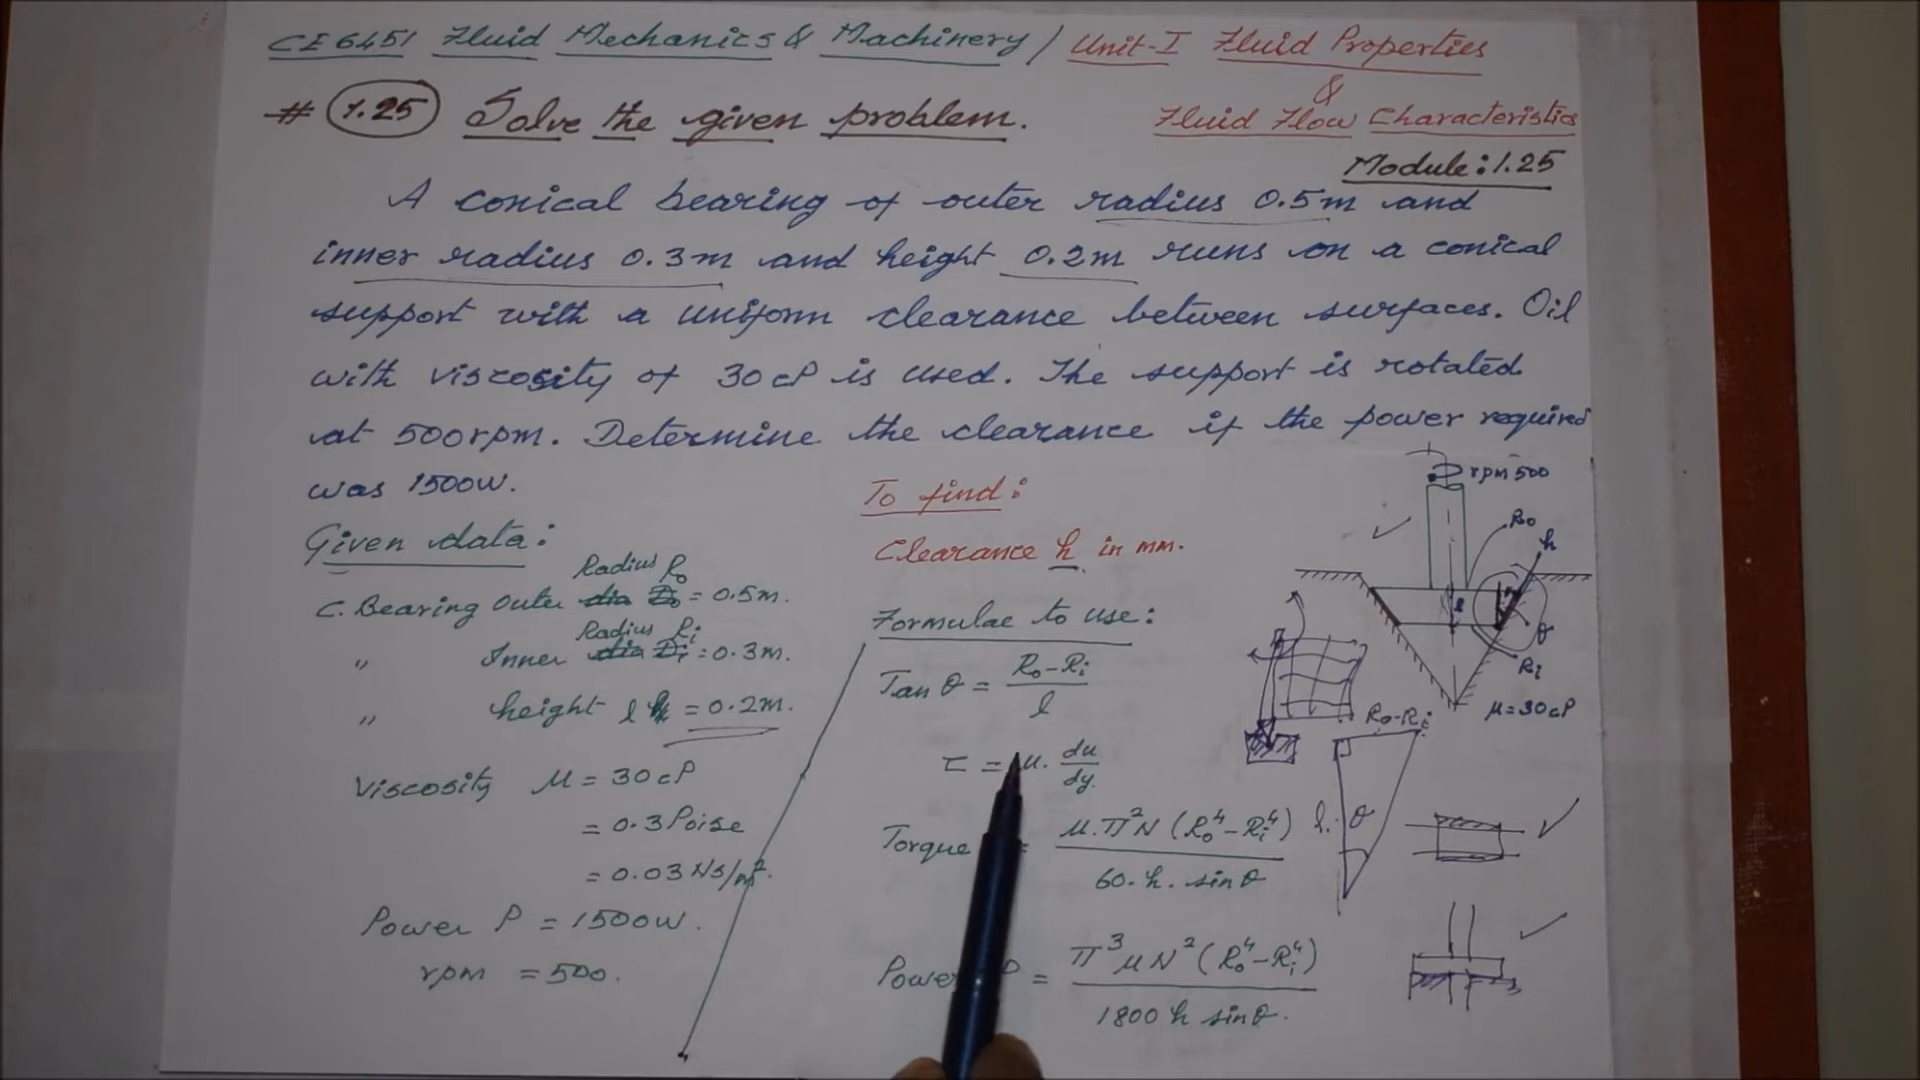 CE6451 Fluid Mechanics & Machinery / Unit-I Fluid Properties
&
# 1.25 Solve the given problem. Fluid Flow Characteristics
Module: 1.25
A conical bearing of outer radius 0.5m and
inner radius 0.3m and height 0.2m runs on a conical
support with a uniform clearance between surfaces. Oil
with viscosity of 30cP is used. The support is rotated
at 500rpm. Determine the clearance if the power required
was 1500W.
Given data:
Radius Ro
C. Bearing Outer dia Do = 0.5m.
Radius Ri
" Inner dia Di = 0.3m.
" height l h = 0.2m.
Viscosity μ = 30cP
= 0.3 Poise
= 0.03 NS/m².
Power P = 1500W.
rpm = 500.
To find:
Clearance h in mm.
Formulae to use:
Tan θ = Ro-Ri / l
τ = μ. du/dy.
Torque = μ.π²N (Ro⁴-Ri⁴) / 60.h.sinθ
Power P = π³μN²(Ro⁴-Ri⁴) / 1800 h sinθ.
rpm 500
Ro
h
l
θ
Ri
μ=30cP
Ro-Ri
l.
θ